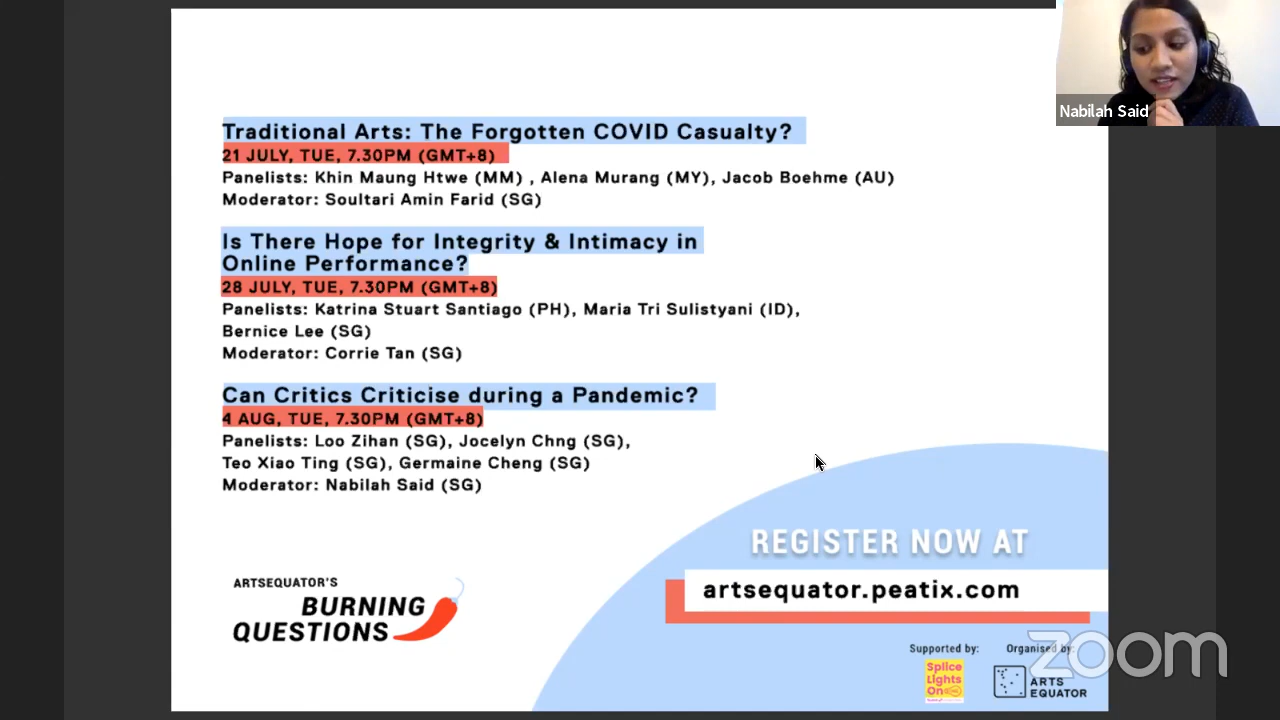 Nabilah Said
Traditional Arts: The Forgotten COVID Casualty?
21 JULY, TUE, 7.30PM (GMT+8)
Panelists: Khin Maung Htwe (MM) , Alena Murang (MY), Jacob Boehme (AU)
Moderator: Soultari Amin Farid (SG)
Is There Hope for Integrity & Intimacy in
Online Performance?
28 JULY, TUE, 7.30PM (GMT+8)
Panelists: Katrina Stuart Santiago (PH), Maria Tri Sulistyani (ID),
Bernice Lee (SG)
Moderator: Corrie Tan (SG)
Can Critics Criticise during a Pandemic?
4 AUG, TUE, 7.30PM (GMT+8)
Panelists: Loo Zihan (SG), Jocelyn Chng (SG),
Teo Xiao Ting (SG), Germaine Cheng (SG)
Moderator: Nabilah Said (SG)
REGISTER NOW AT
artsequator.peatix.com
ARTSEQUATOR'S
BURNING
QUESTIONS
Supported by:
Organised by:
Splice
Lights
On
ARTS
EQUATOR
zoom